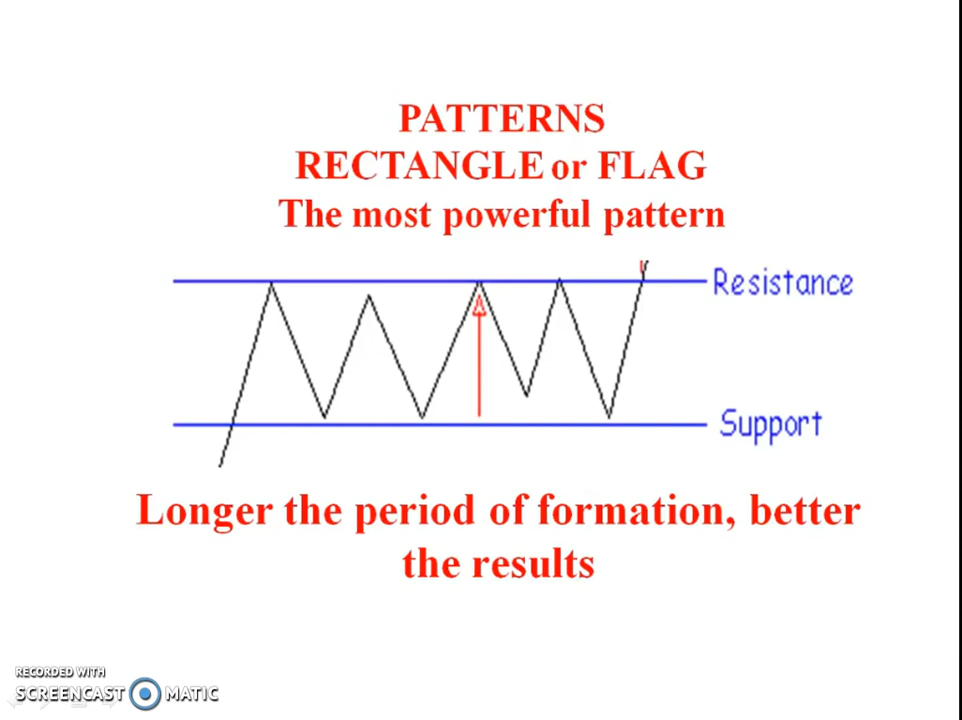 PATTERNS
RECTANGLE or FLAG
The most powerful pattern
Resistance
Support
Longer the period of formation, better
the results
RECORDED WITH
SCREENCAST MATIC